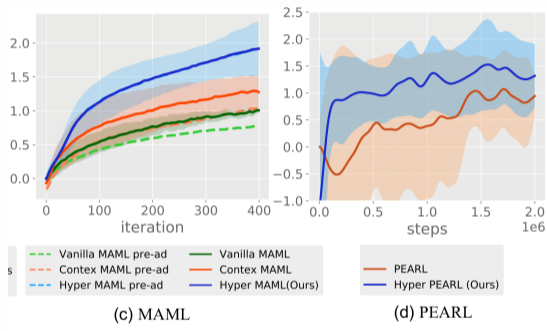 2.0
1.5
1.0
0.5
0.0
0 100 200 300 400
iteration
2.5
2.0
1.5
1.0
0.5
0.0
−0.5
−1.0
0.0 0.5 1.0 1.5 2.0
steps 1e6
s
Vanilla MAML pre-ad Vanilla MAML
Contex MAML pre-ad Contex MAML
Hyper MAML pre-ad Hyper MAML(Ours)
PEARL
Hyper PEARL (Ours)
(c) MAML
(d) PEARL